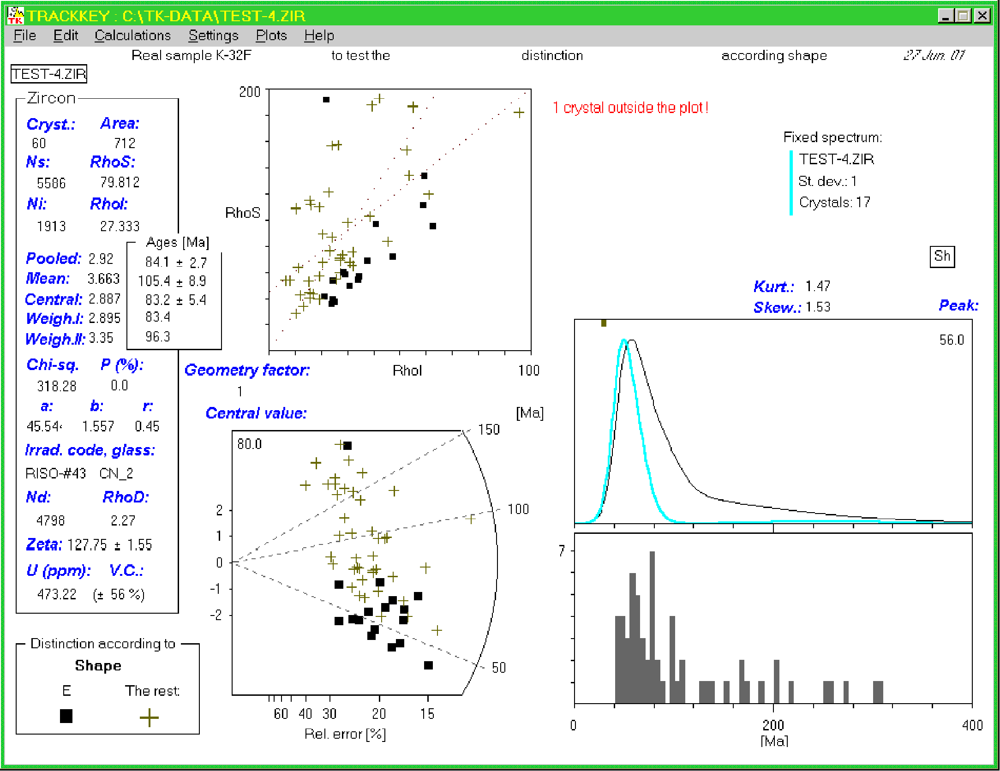 TRACKKEY : C:\TK-DATA\TEST-4.ZIR
File Edit Calculations Settings Plots Help
Real sample K-32F to test the distinction according shape 27 Jun. 01
TEST-4.ZIR
Zircon
Cryst.: Area:
60 712
Ns: RhoS:
5586 79.812
Ni: RhoI:
1913 27.333
Ages [Ma]
Pooled: 2.92 84.1 ± 2.7
Mean: 3.663 105.4 ± 8.9
Central: 2.887 83.2 ± 5.4
Weigh.I: 2.895 83.4
Weigh.II: 3.35 96.3
Chi-sq. P (%):
318.28 0.0
a: b: r:
45.54 1.557 0.45
Irrad. code, glass:
RISO-#43 CN_2
Nd: RhoD:
4798 2.27
Zeta: 127.75 ± 1.55
U (ppm): V.C.:
473.22 (± 56 %)
Distinction according to
Shape
E The rest:
200
RhoS
RhoI 100
Geometry factor:
1
Central value:
[Ma]
80.0
150
100
50
2
1
0
-1
-2
60 40 30 20 15
Rel. error [%]
1 crystal outside the plot !
Fixed spectrum:
TEST-4.ZIR
St. dev.: 1
Crystals: 17
Sh
Kurt.: 1.47
Skew.: 1.53
Peak:
56.0
7
0 200 400
[Ma]